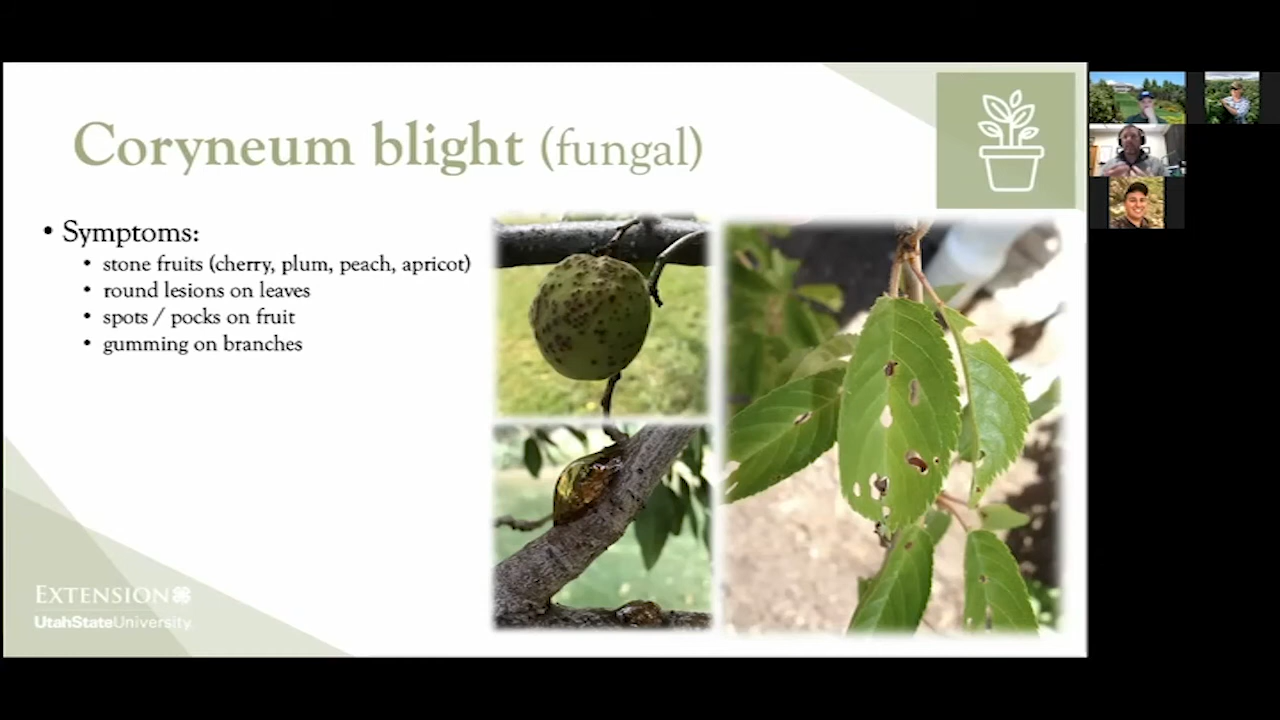 Coryneum blight (fungal)
• Symptoms:
• stone fruits (cherry, plum, peach, apricot)
• round lesions on leaves
• spots / pocks on fruit
• gumming on branches
EXTENSION
UtahStateUniversity